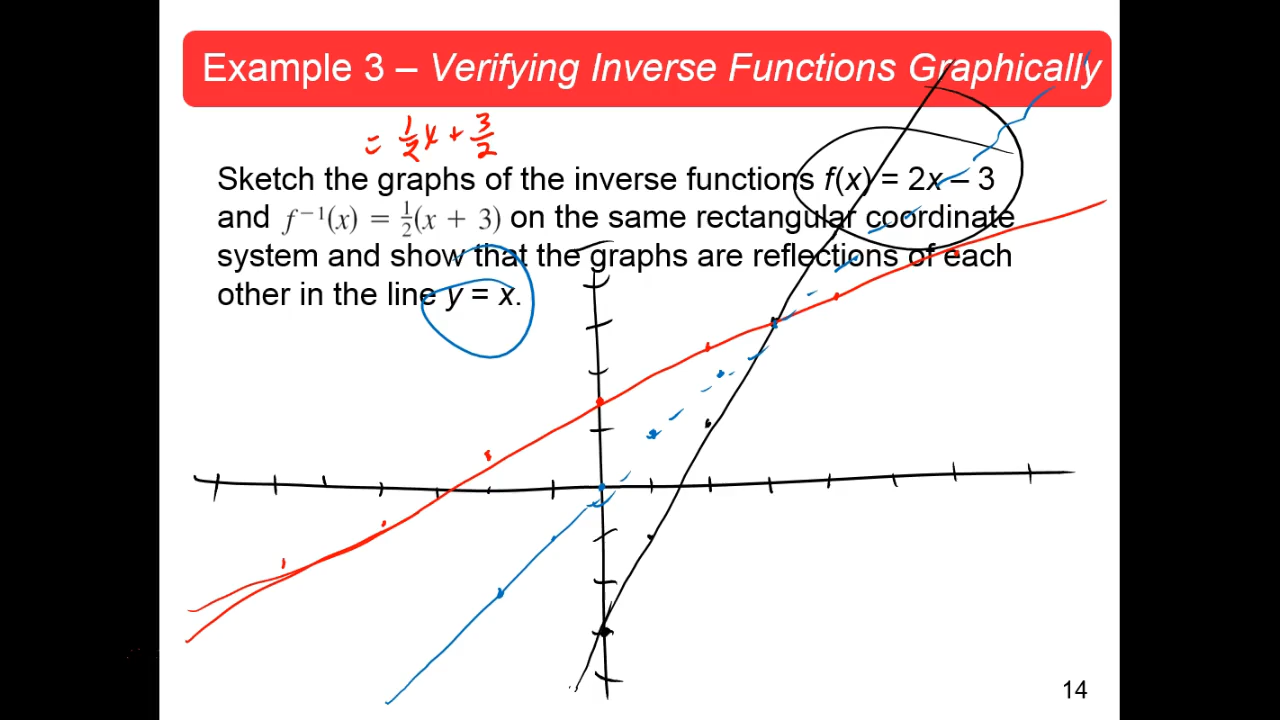 Example 3 – Verifying Inverse Functions Graphically
= 1/2 x + 3/2
Sketch the graphs of the inverse functions f(x) = 2x – 3
and f⁻¹(x) = 1/2(x + 3) on the same rectangular coordinate
system and show that the graphs are reflections of each
other in the line y = x.
14